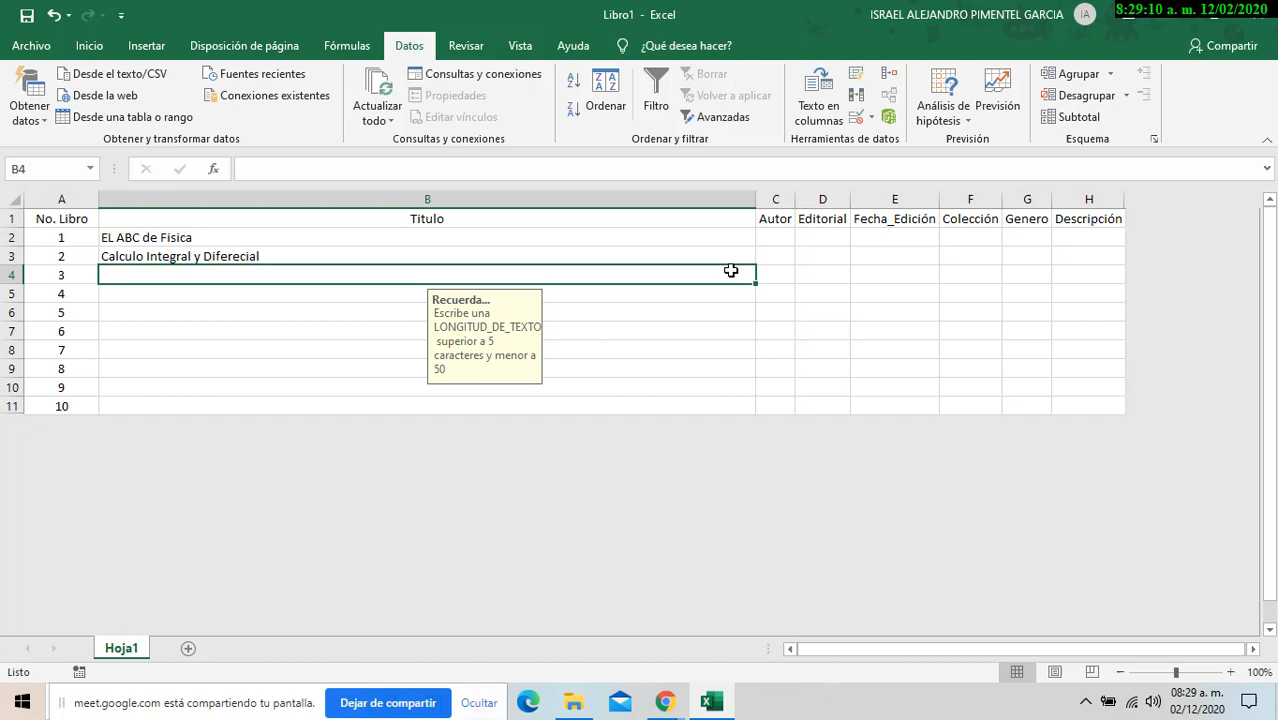 Libro1 - Excel
ISRAEL ALEJANDRO PIMENTEL GARCIA
IA
8:29:10 a. m. 12/02/2020
Archivo
Inicio
Insertar
Disposición de página
Fórmulas
Datos
Revisar
Vista
Ayuda
¿Qué desea hacer?
Compartir
Obtener datos
Desde el texto/CSV
Desde la web
Desde una tabla o rango
Fuentes recientes
Conexiones existentes
Obtener y transformar datos
Actualizar todo
Consultas y conexiones
Propiedades
Editar vínculos
Consultas y conexiones
Ordenar
Filtro
Borrar
Volver a aplicar
Avanzadas
Ordenar y filtrar
Texto en columnas
Herramientas de datos
Análisis de hipótesis
Previsión
Previsión
Agrupar
Desagrupar
Subtotal
Esquema
B4
fx
A B C D E F G H
1 No. Libro Titulo Autor Editorial Fecha_Edición Colección Genero Descripción
2 1 EL ABC de Fisica
3 2 Calculo Integral y Diferecial
4 3
5 4
6 5
7 6
8 7
9 8
10 9
11 10
Recuerda...
Escribe una
LONGITUD_DE_TEXTO
superior a 5
caracteres y menor a
50
Hoja1
Listo
100%
meet.google.com está compartiendo tu pantalla.
Dejar de compartir
Ocultar
08:29 a. m.
02/12/2020